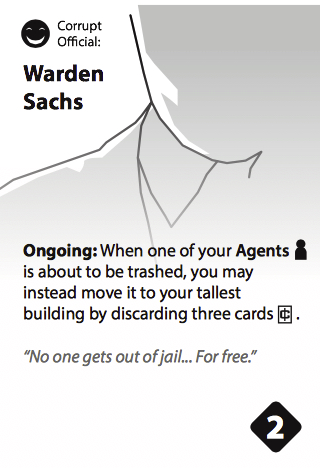 Corrupt
Official:
Warden
Sachs
Ongoing: When one of your Agents
is about to be trashed, you may
instead move it to your tallest
building by discarding three cards .
“No one gets out of jail... For free.”
2